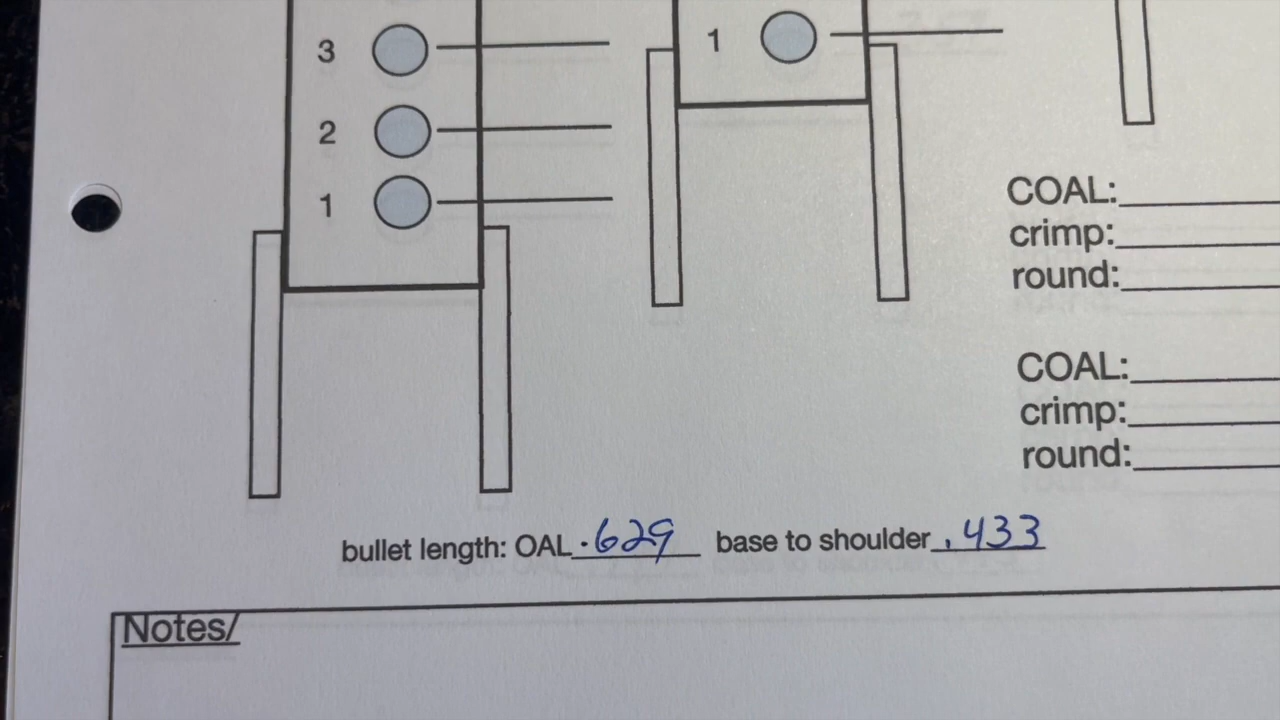 3
2
1
1
COAL:
crimp:
round:
COAL:
crimp:
round:
bullet length: OAL .629 base to shoulder .433
Notes/